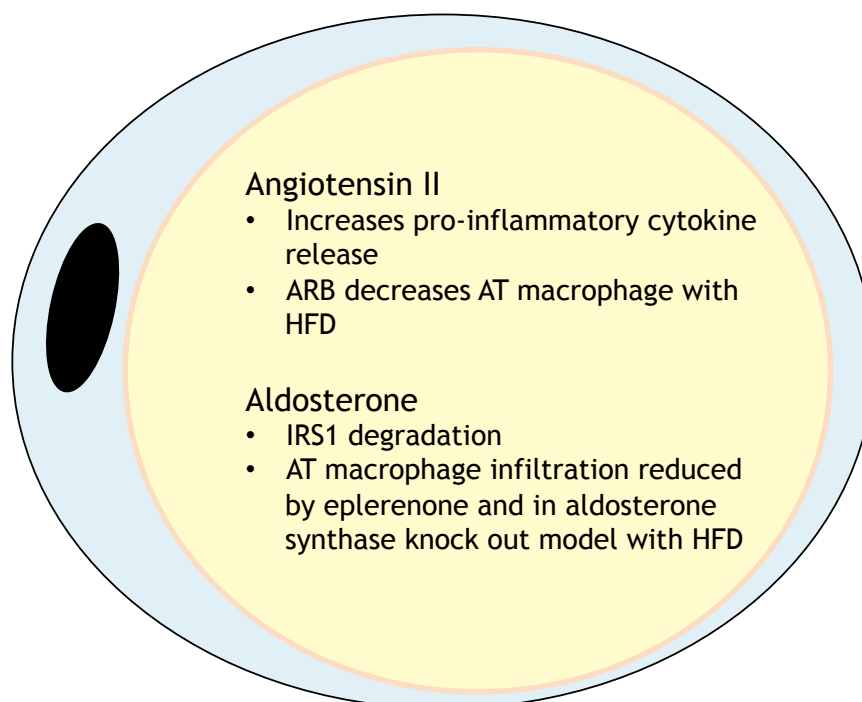 Angiotensin II
• Increases pro-inflammatory cytokine
release
• ARB decreases AT macrophage with
HFD
Aldosterone
• IRS1 degradation
• AT macrophage infiltration reduced
by eplerenone and in aldosterone
synthase knock out model with HFD